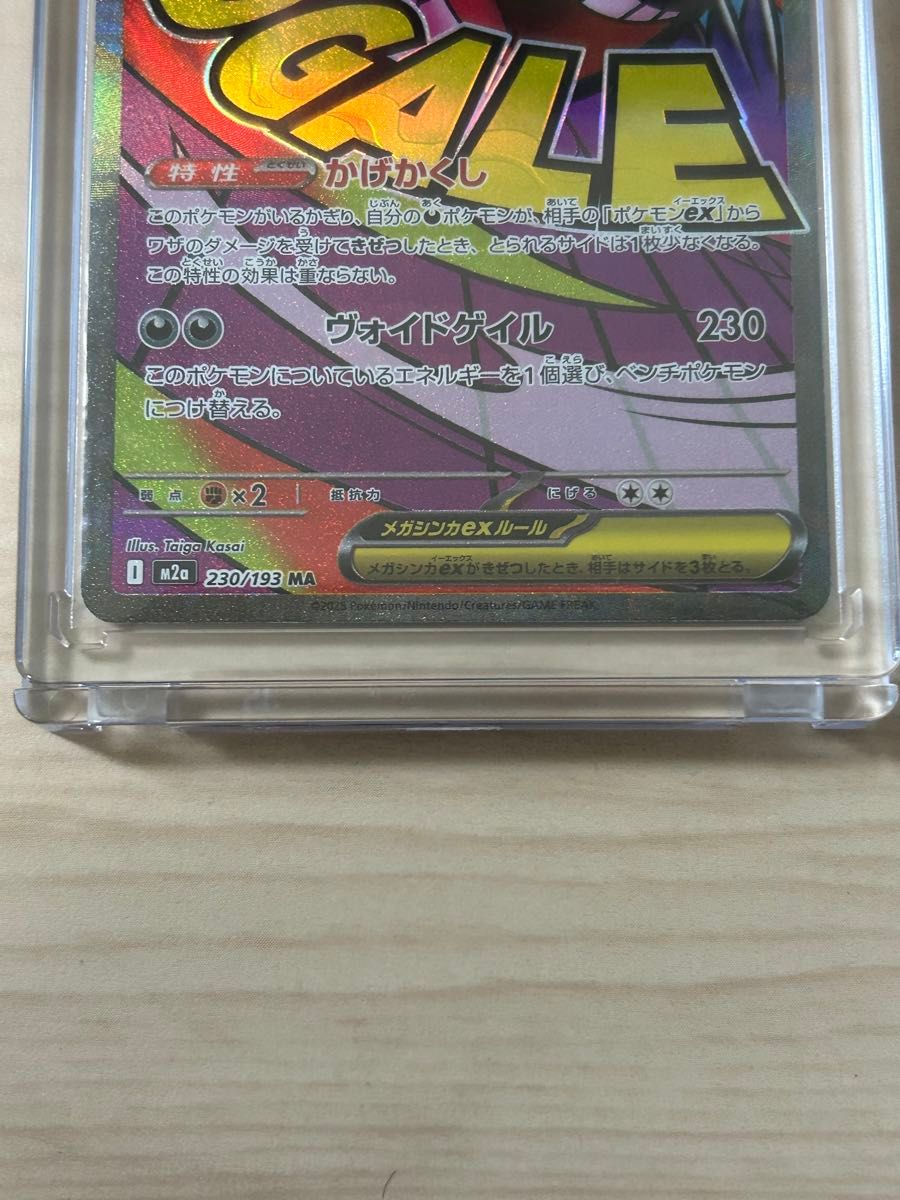 GALE
特性 とくせい かげかくし
このポケモンがいるかぎり、自分の悪ポケモンが、相手の「ポケモンex」から
ワザのダメージを受けてきぜつしたとき、とられるサイドは1枚少なくなる。
この特性の効果は重ならない。
ヴォイドゲイル 230
このポケモンについているエネルギーを1個選び、ベンチポケモン
につけ替える。
弱点 ×2 抵抗力 にげる
メガシンカexルール
メガシンカexがきぜつしたとき、相手はサイドを3枚とる。
Illus. Taiga Kasai
I m2a 230/193 MA
©2025 Pokémon/Nintendo/Creatures/GAME FREAK